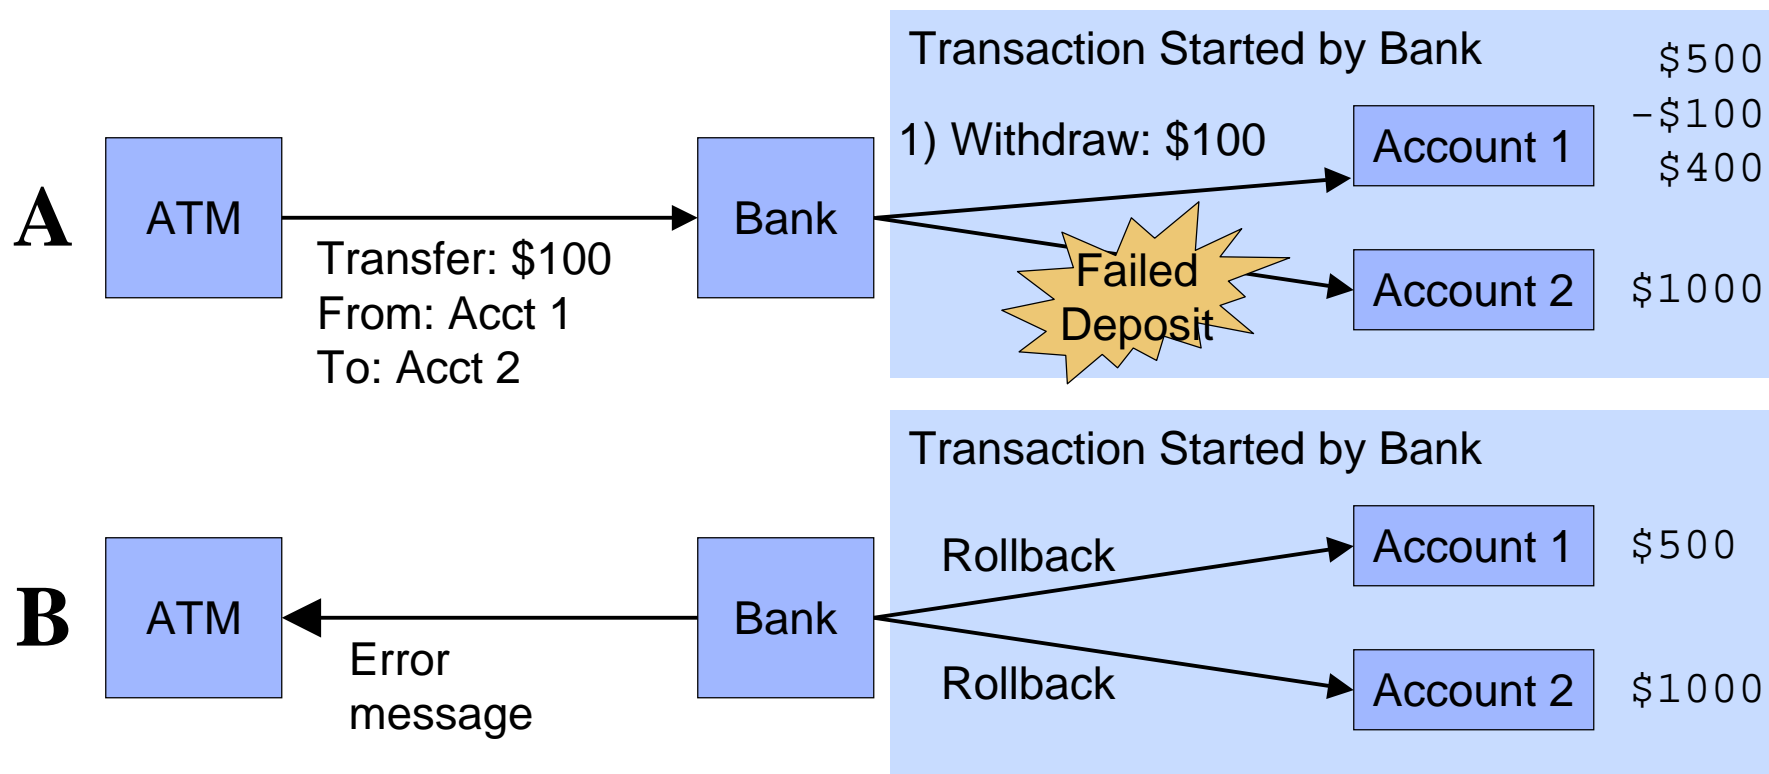 Transaction Started by Bank
$500
-$100
$400
1) Withdraw: $100
Account 1
A
ATM
Bank
Transfer: $100
From: Acct 1
To: Acct 2
Failed
Deposit
Account 2
$1000
Transaction Started by Bank
Rollback
Account 1
$500
B
ATM
Bank
Error
message
Rollback
Account 2
$1000